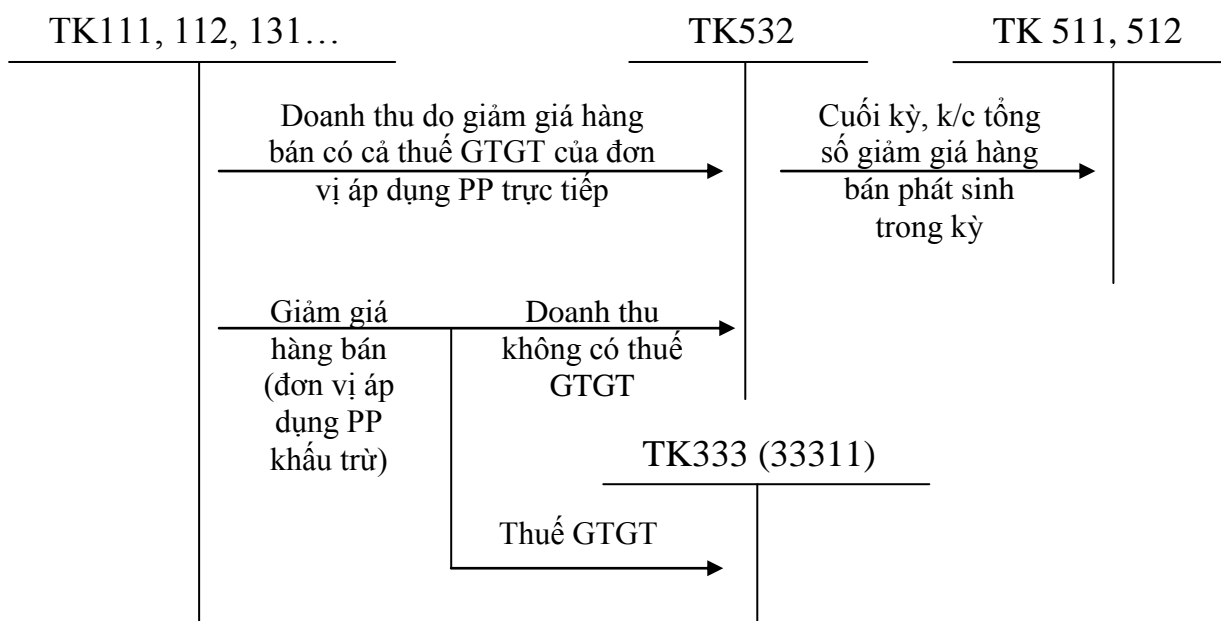 TK111, 112, 131…
TK532
TK 511, 512
Doanh thu do giảm giá hàng
bán có cả thuế GTGT của đơn
vị áp dụng PP trực tiếp
Cuối kỳ, k/c tổng
số giảm giá hàng
bán phát sinh
trong kỳ
Giảm giá
hàng bán
(đơn vị áp
dụng PP
khấu trừ)
Doanh thu
không có thuế
GTGT
TK333 (33311)
Thuế GTGT